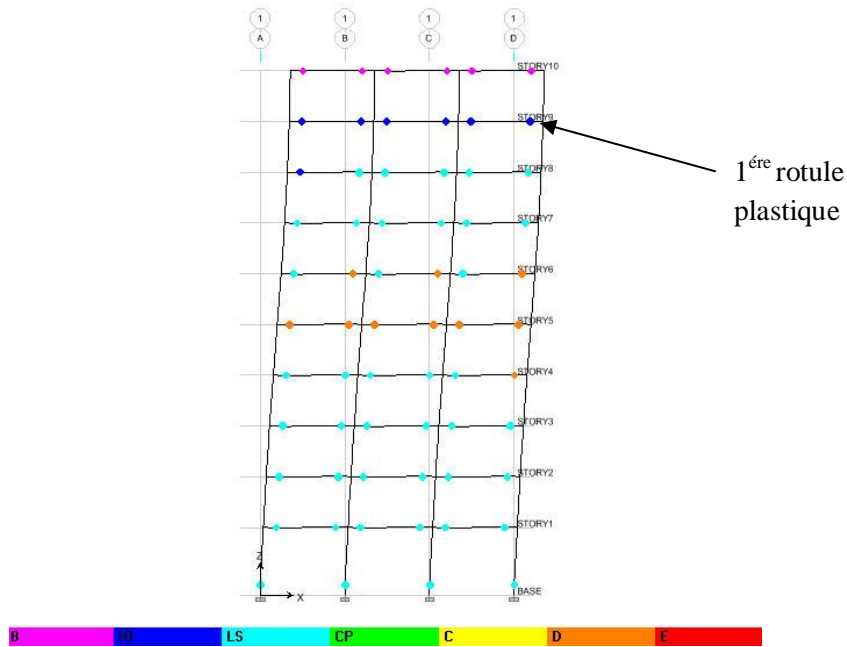 1 1 1 1
A B C D
STORY10
STORY9
STORY8
STORY7
STORY6
STORY5
STORY4
STORY3
STORY2
STORY1
BASE
Z
X
1ére rotule
plastique
B IO LS CP C D E